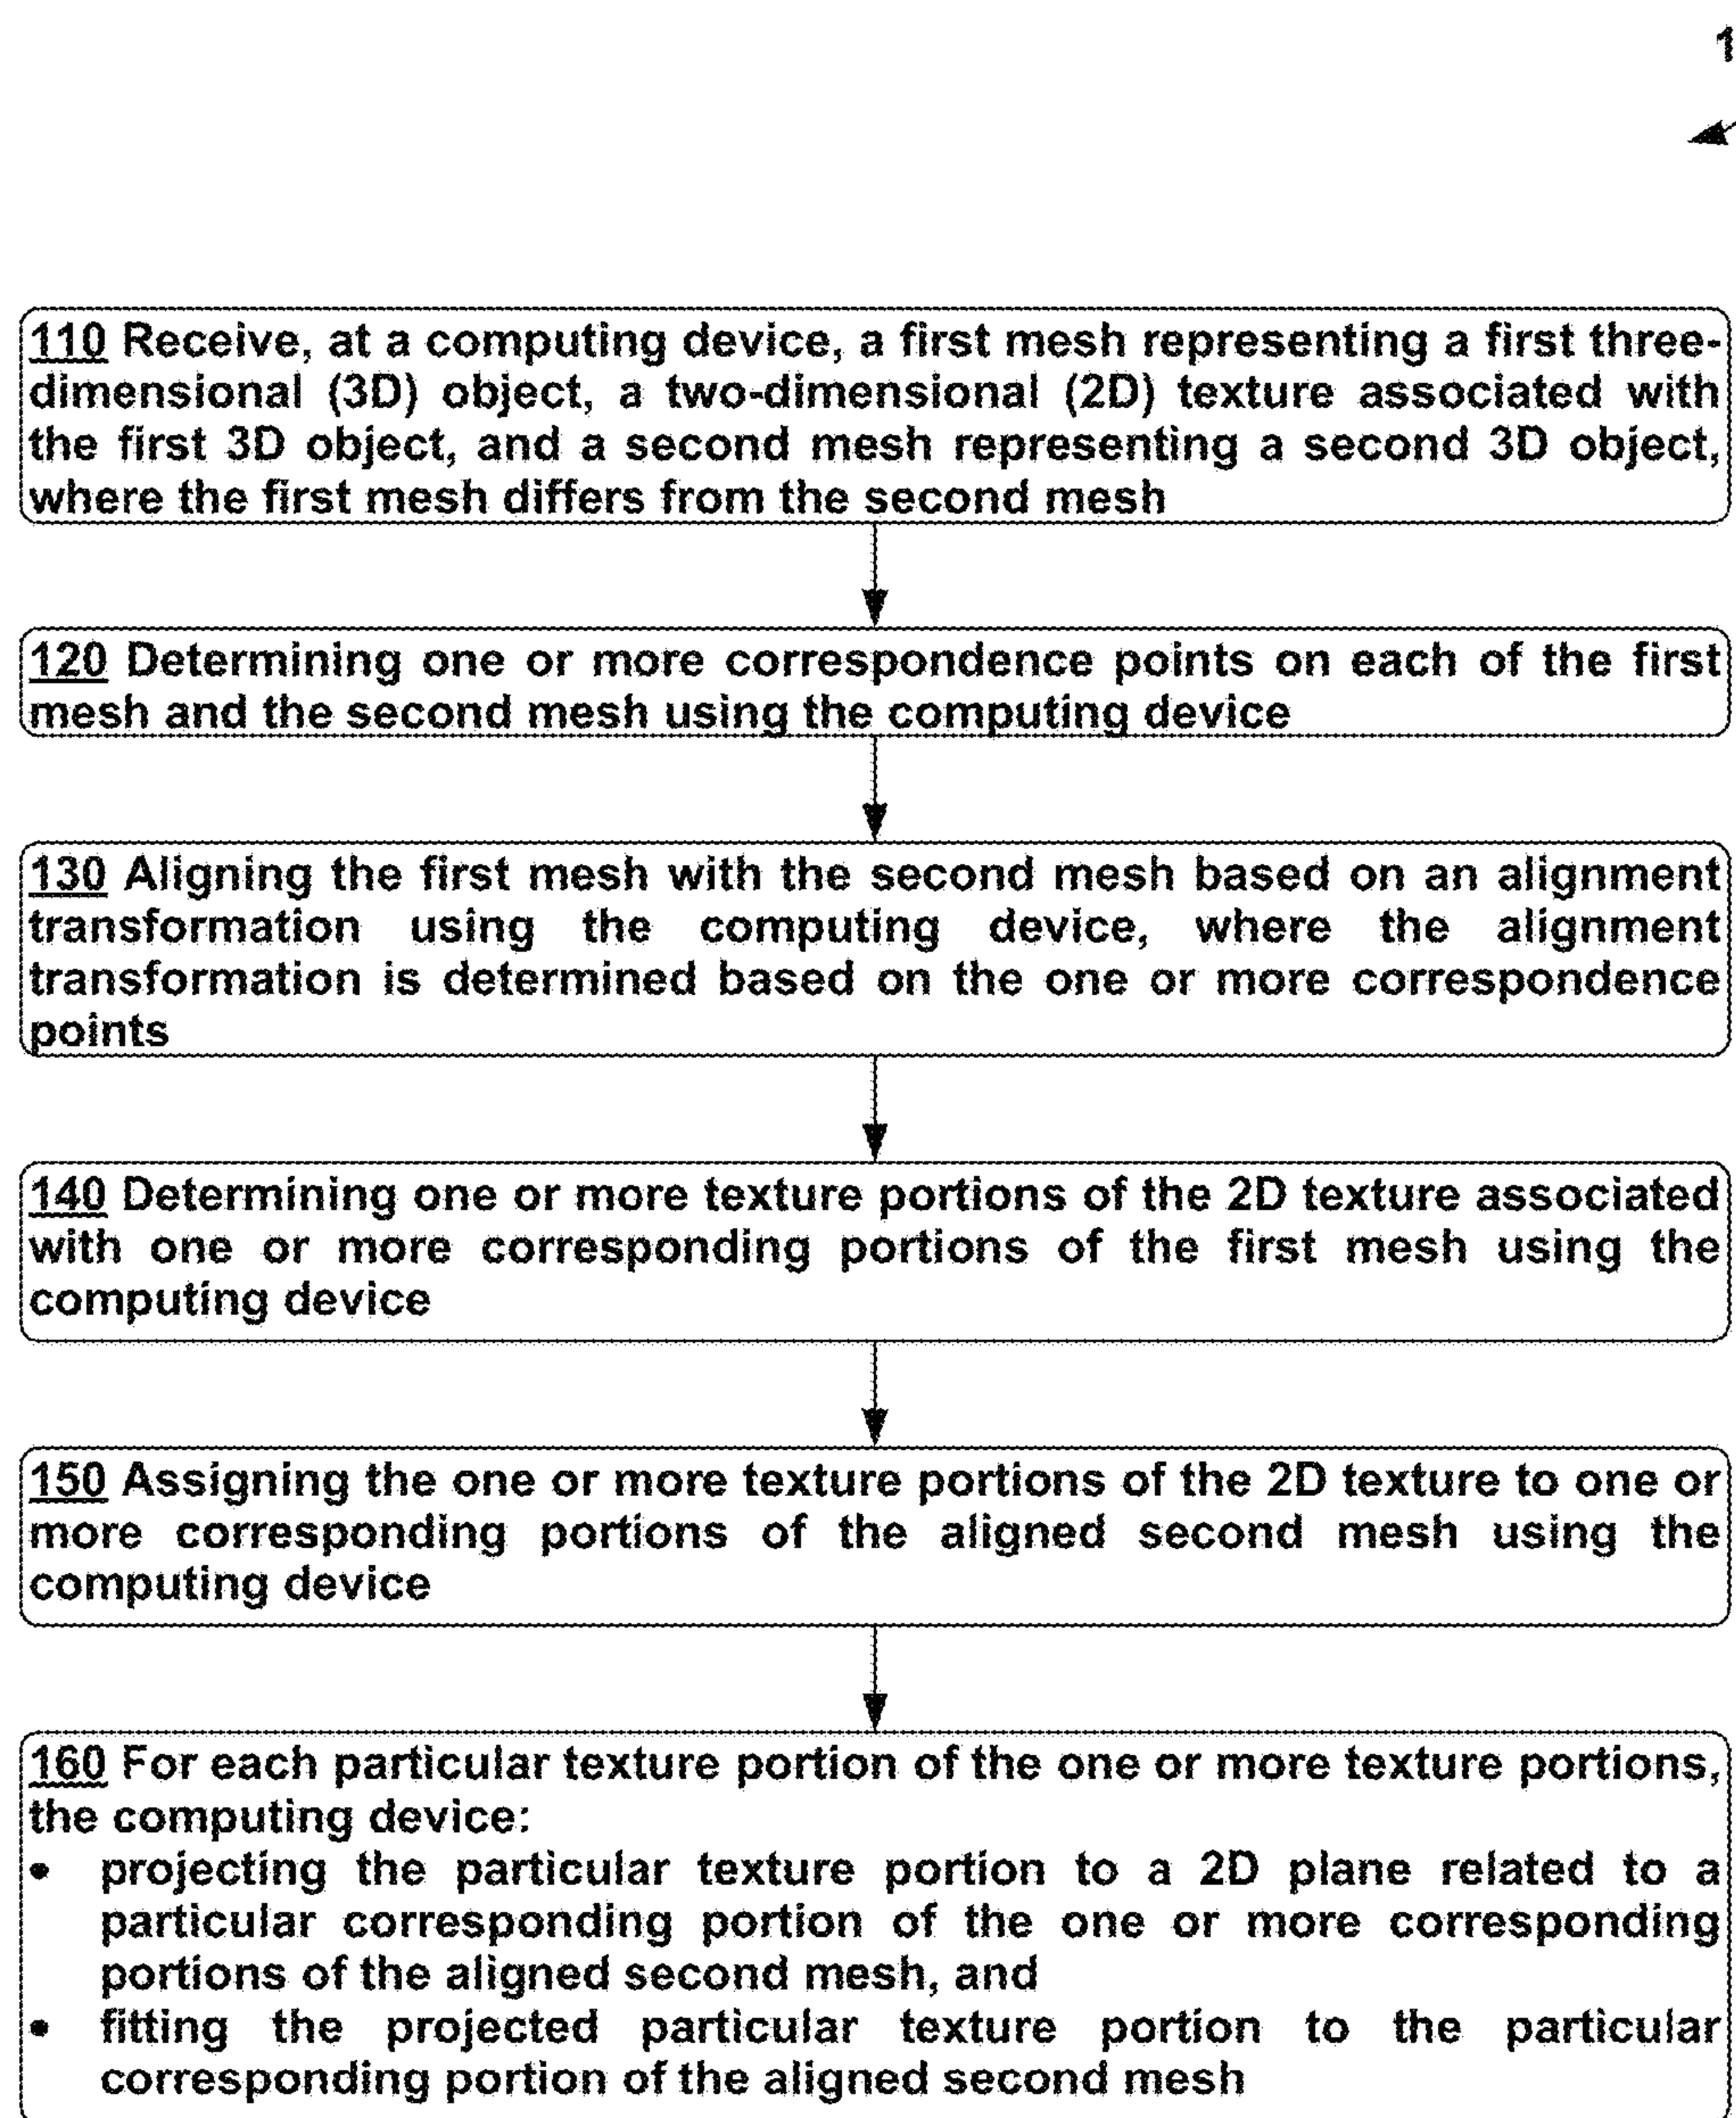 1
110 Receive, at a computing device, a first mesh representing a first three-
dimensional (3D) object, a two-dimensional (2D) texture associated with
the first 3D object, and a second mesh representing a second 3D object,
where the first mesh differs from the second mesh
120 Determining one or more correspondence points on each of the first
mesh and the second mesh using the computing device
130 Aligning the first mesh with the second mesh based on an alignment
transformation using the computing device, where the alignment
transformation is determined based on the one or more correspondence
points
140 Determining one or more texture portions of the 2D texture associated
with one or more corresponding portions of the first mesh using the
computing device
150 Assigning the one or more texture portions of the 2D texture to one or
more corresponding portions of the aligned second mesh using the
computing device
160 For each particular texture portion of the one or more texture portions,
the computing device:
• projecting the particular texture portion to a 2D plane related to a
particular corresponding portion of the one or more corresponding
portions of the aligned second mesh, and
• fitting the projected particular texture portion to the particular
corresponding portion of the aligned second mesh